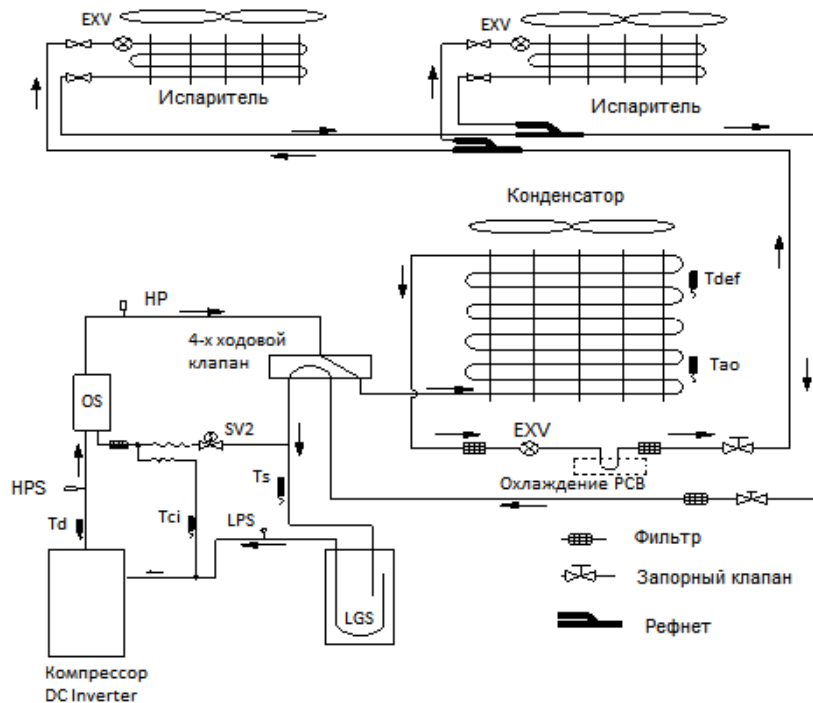 EXV
EXV
Испаритель
Испаритель
Конденсатор
Tdef
HP
4-х ходовой
клапан
Tao
OS
SV2
EXV
Ts
Охлаждение PCB
HPS
Td
Tci
LPS
Фильтр
Запорный клапан
LGS
Рефнет
Компрессор
DC Inverter